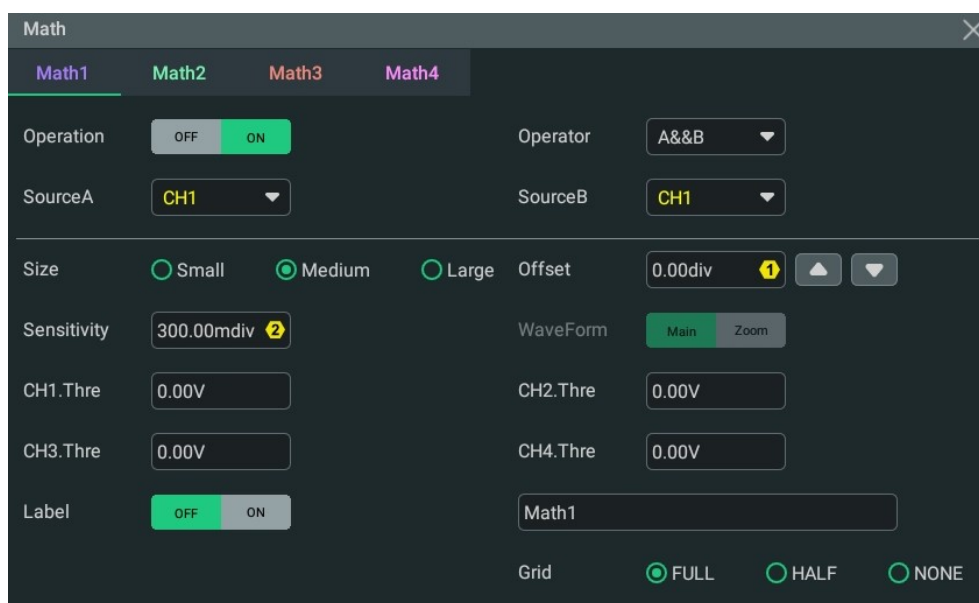 Math
Math1 Math2 Math3 Math4
Operation OFF ON Operator A&&B
SourceA CH1 SourceB CH1
Size Small Medium Large Offset 0.00div 1
Sensitivity 300.00mdiv 2 WaveForm Main Zoom
CH1.Thre 0.00V CH2.Thre 0.00V
CH3.Thre 0.00V CH4.Thre 0.00V
Label OFF ON Math1
Grid FULL HALF NONE